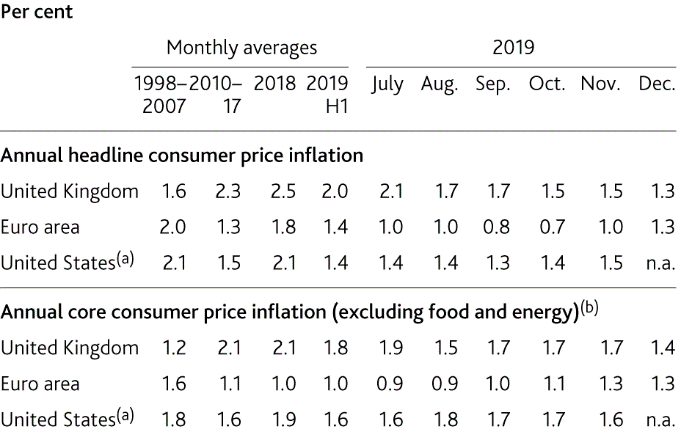 Per cent
Monthly averages 2019
1998– 2010– 2018 2019 July Aug. Sep. Oct. Nov. Dec.
2007 17 H1
Annual headline consumer price inflation
United Kingdom 1.6 2.3 2.5 2.0 2.1 1.7 1.7 1.5 1.5 1.3
Euro area 2.0 1.3 1.8 1.4 1.0 1.0 0.8 0.7 1.0 1.3
United States(a) 2.1 1.5 2.1 1.4 1.4 1.4 1.3 1.4 1.5 n.a.
Annual core consumer price inflation (excluding food and energy)(b)
United Kingdom 1.2 2.1 2.1 1.8 1.9 1.5 1.7 1.7 1.7 1.4
Euro area 1.6 1.1 1.0 1.0 0.9 0.9 1.0 1.1 1.3 1.3
United States(a) 1.8 1.6 1.9 1.6 1.6 1.8 1.7 1.7 1.6 n.a.